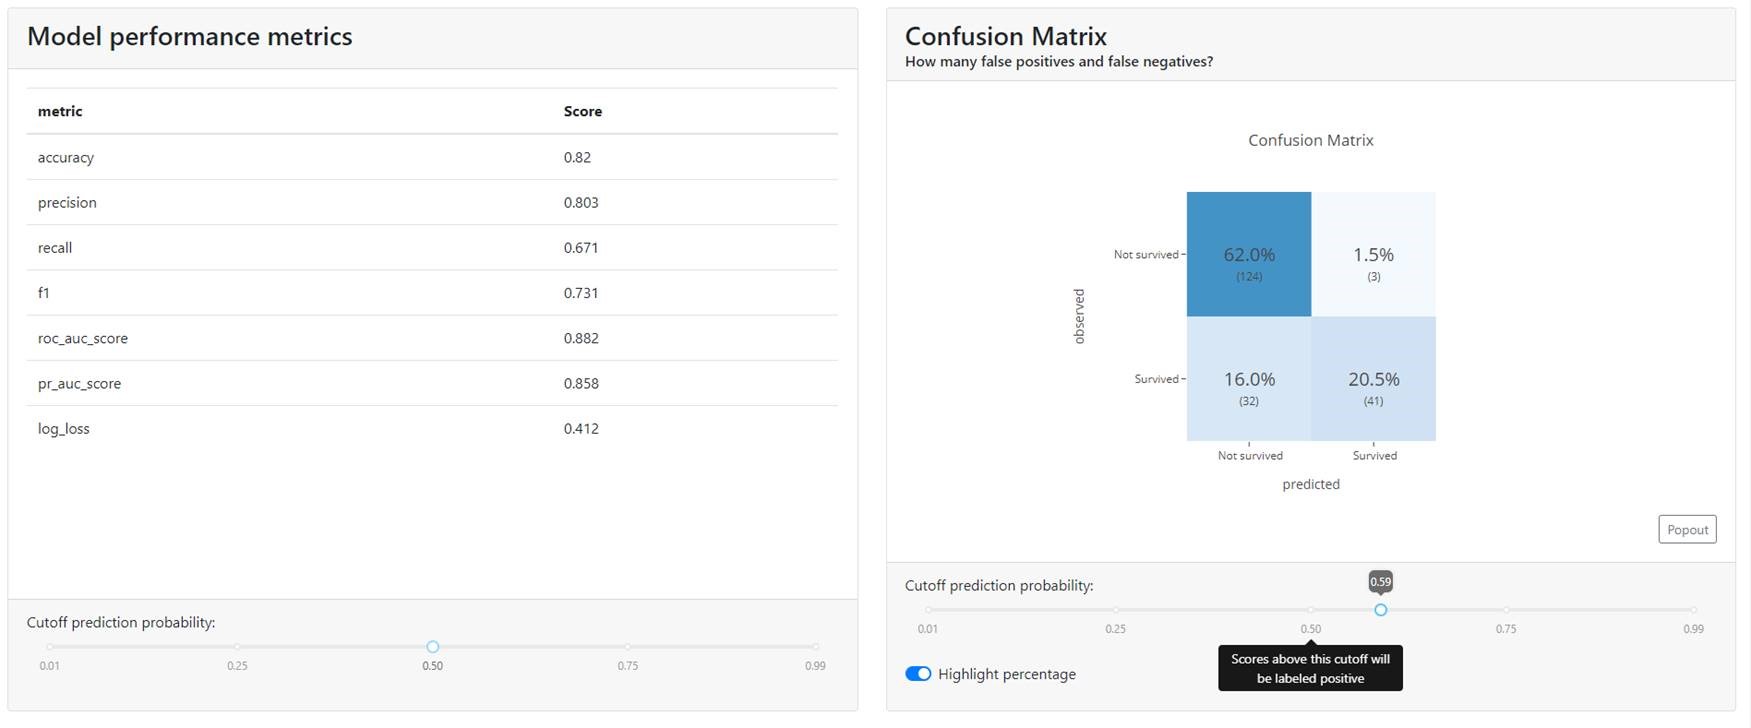 Model performance metrics
metric Score
accuracy 0.82
precision 0.803
recall 0.671
f1 0.731
roc_auc_score 0.882
pr_auc_score 0.858
log_loss 0.412
Cutoff prediction probability:
0.01 0.25 0.50 0.75 0.99
Confusion Matrix
How many false positives and false negatives?
Confusion Matrix
observed
Not survived 62.0% 1.5%
(124) (3)
Survived 16.0% 20.5%
(32) (41)
Not survived Survived
predicted
Popout
Cutoff prediction probability:
0.59
0.01 0.25 0.50 0.75 0.99
Scores above this cutoff will
be labeled positive
Highlight percentage